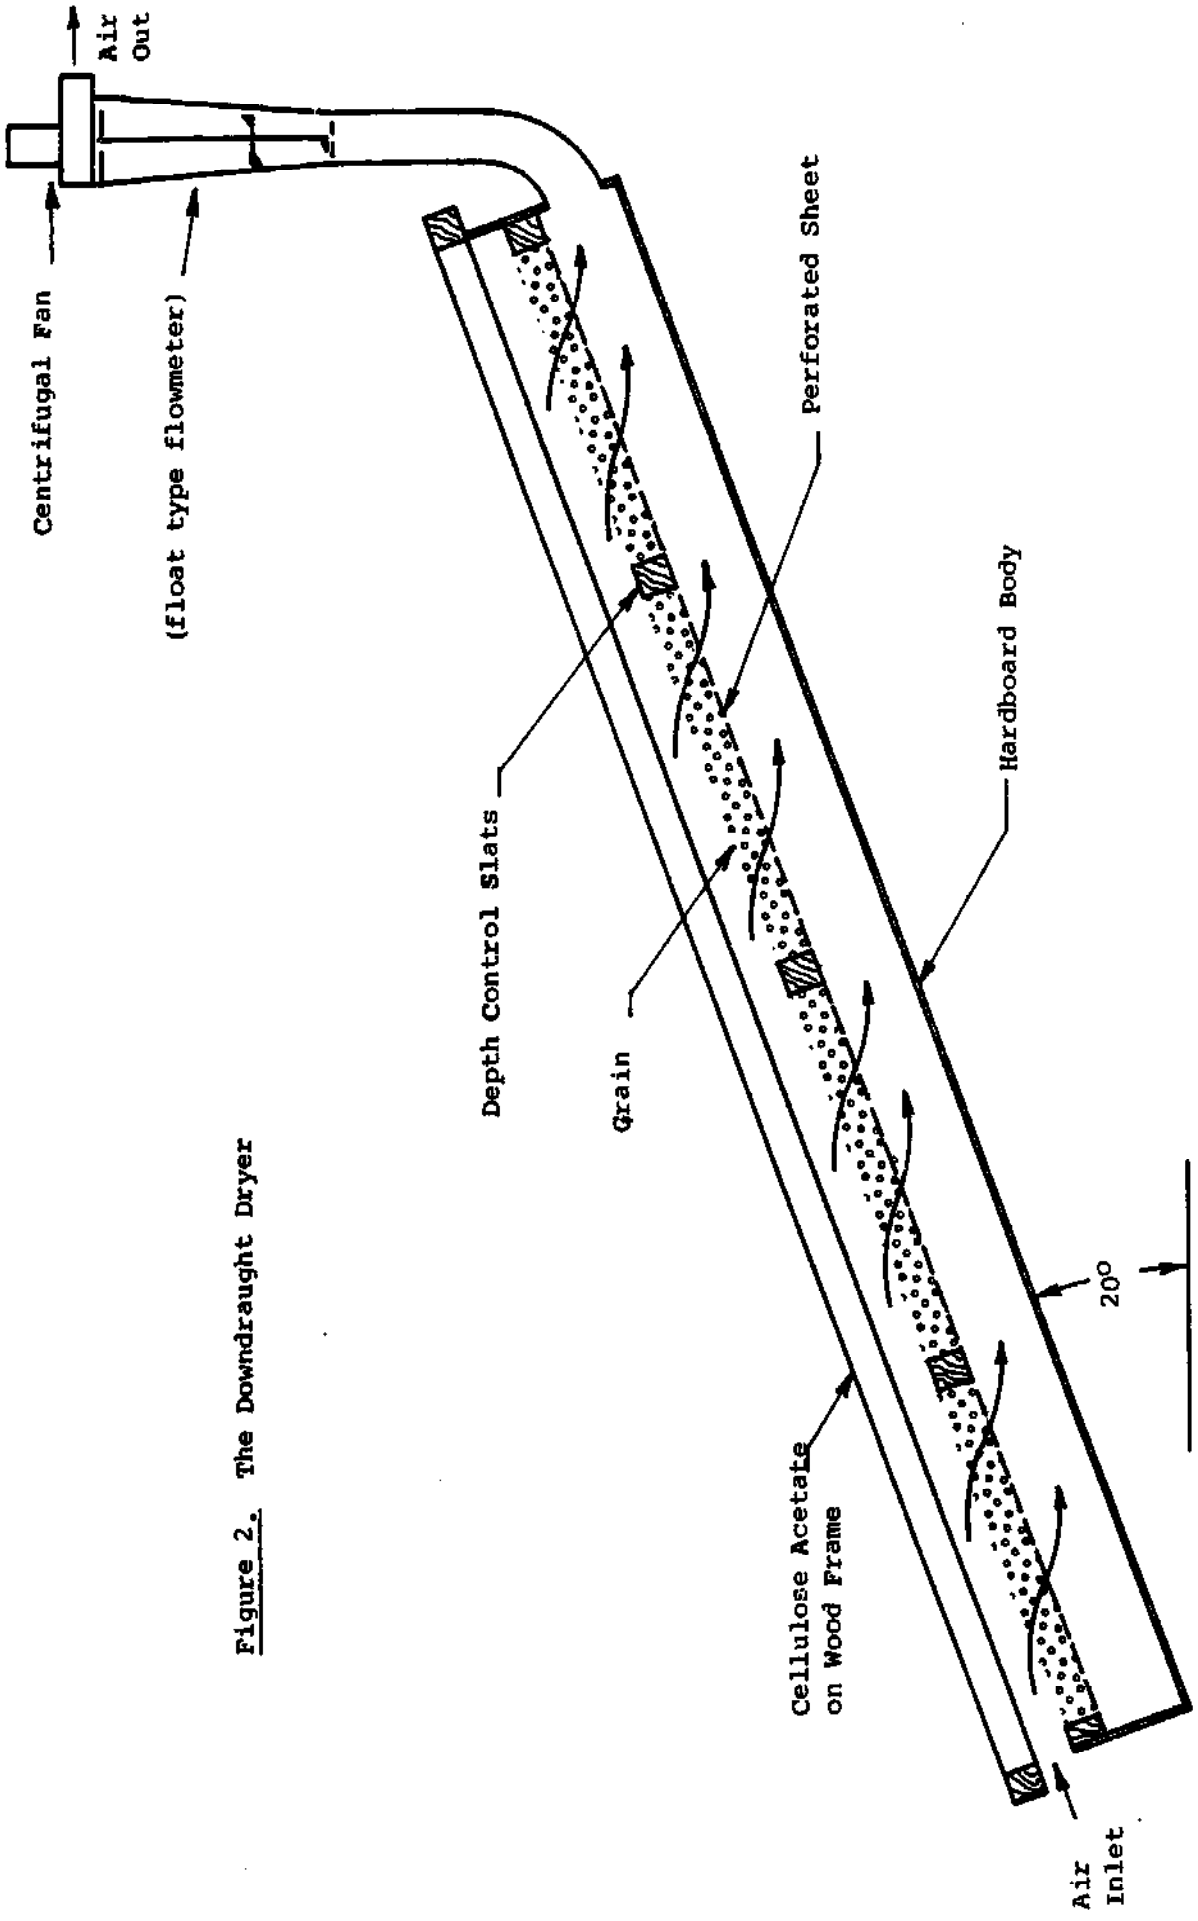 Centrifugal Fan
Air
Out
(float type flowmeter)
Depth Control Slats
Grain
Perforated Sheet
Hardboard Body
20°
Cellulose Acetate
on Wood Frame
Air
Inlet
Figure 2. The Downdraught Dryer